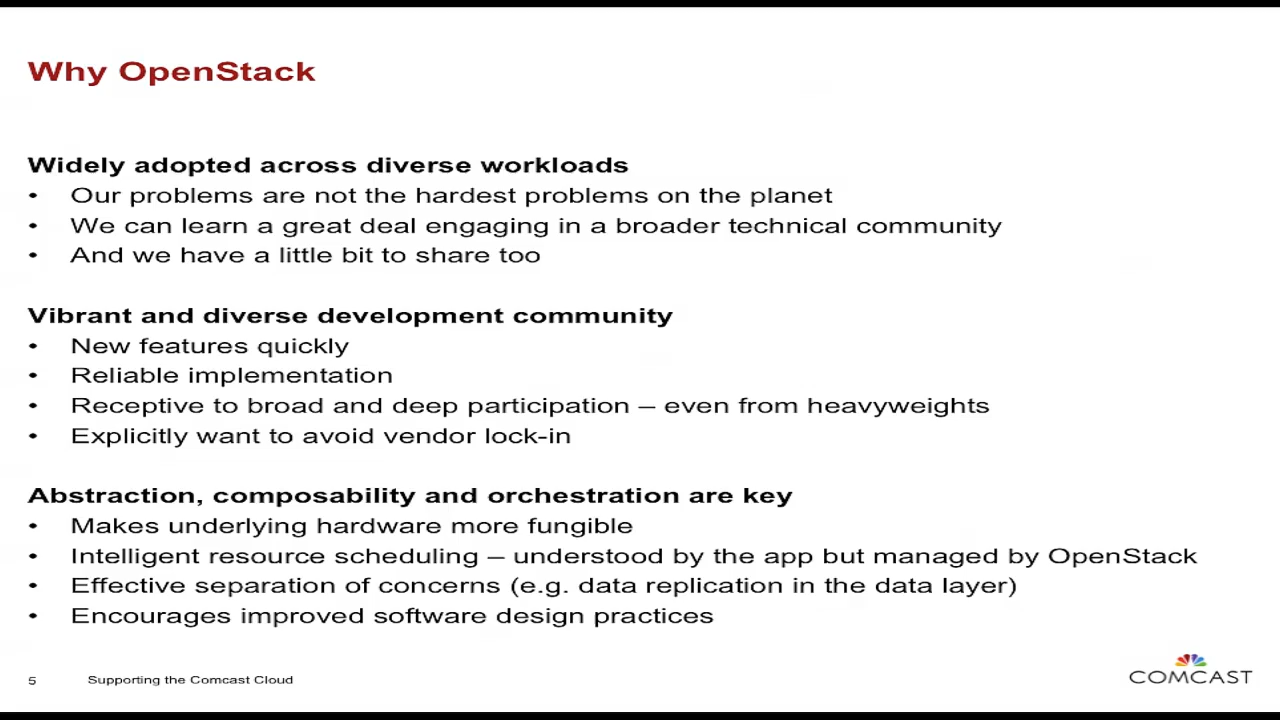 Why OpenStack
Widely adopted across diverse workloads
• Our problems are not the hardest problems on the planet
• We can learn a great deal engaging in a broader technical community
• And we have a little bit to share too
Vibrant and diverse development community
• New features quickly
• Reliable implementation
• Receptive to broad and deep participation – even from heavyweights
• Explicitly want to avoid vendor lock-in
Abstraction, composability and orchestration are key
• Makes underlying hardware more fungible
• Intelligent resource scheduling – understood by the app but managed by OpenStack
• Effective separation of concerns (e.g. data replication in the data layer)
• Encourages improved software design practices
5 Supporting the Comcast Cloud
COMCAST